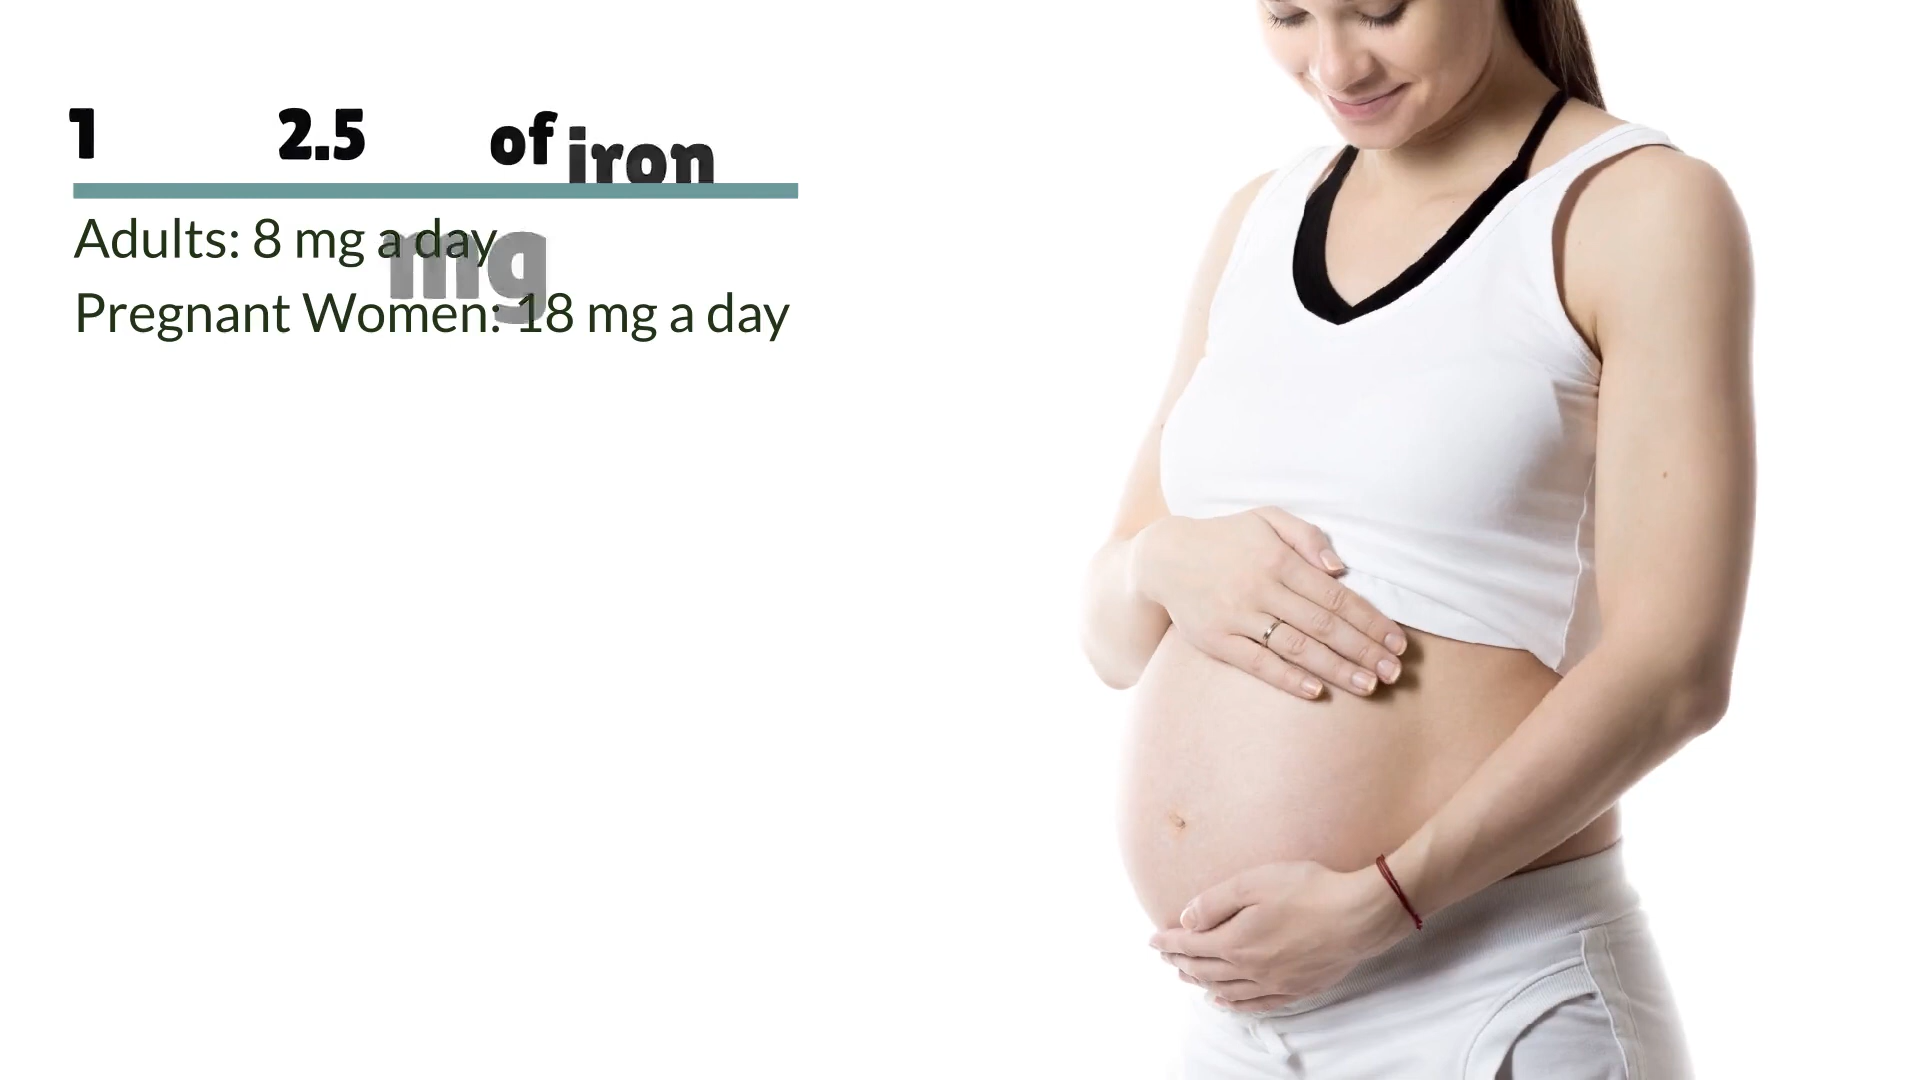 1 2.5 of iron
mg
Adults: 8 mg a day
Pregnant Women: 18 mg a day